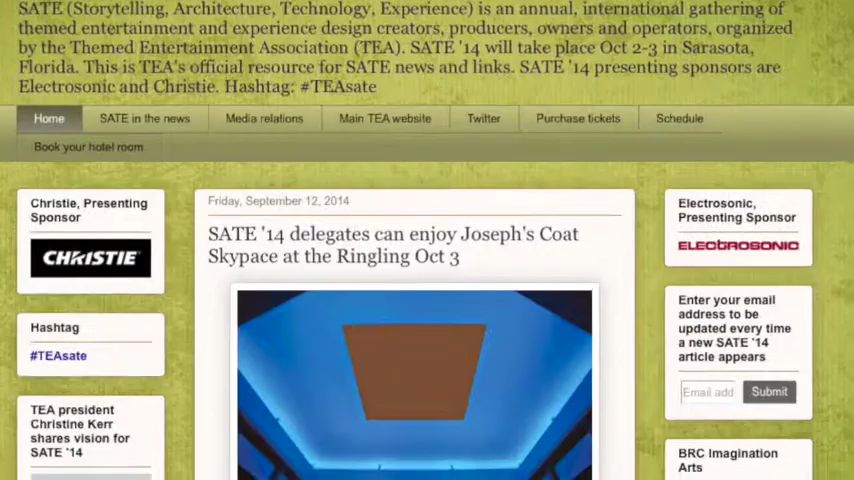 SATE (Storytelling, Architecture, Technology, Experience) is an annual, international gathering of
themed entertainment and experience design creators, producers, owners and operators, organized
by the Themed Entertainment Association (TEA). SATE '14 will take place Oct 2-3 in Sarasota,
Florida. This is TEA's official resource for SATE news and links. SATE '14 presenting sponsors are
Electrosonic and Christie. Hashtag: #TEAsate
Home SATE in the news Media relations Main TEA website Twitter Purchase tickets Schedule
Book your hotel room
Christie, Presenting
Sponsor
CHRISTIE
Hashtag
#TEAsate
TEA president
Christine Kerr
shares vision for
SATE '14
Friday, September 12, 2014
SATE '14 delegates can enjoy Joseph's Coat
Skypace at the Ringling Oct 3
Electrosonic,
Presenting Sponsor
ELECTROSONIC
Enter your email
address to be
updated every time
a new SATE '14
article appears
Email add Submit
BRC Imagination
Arts